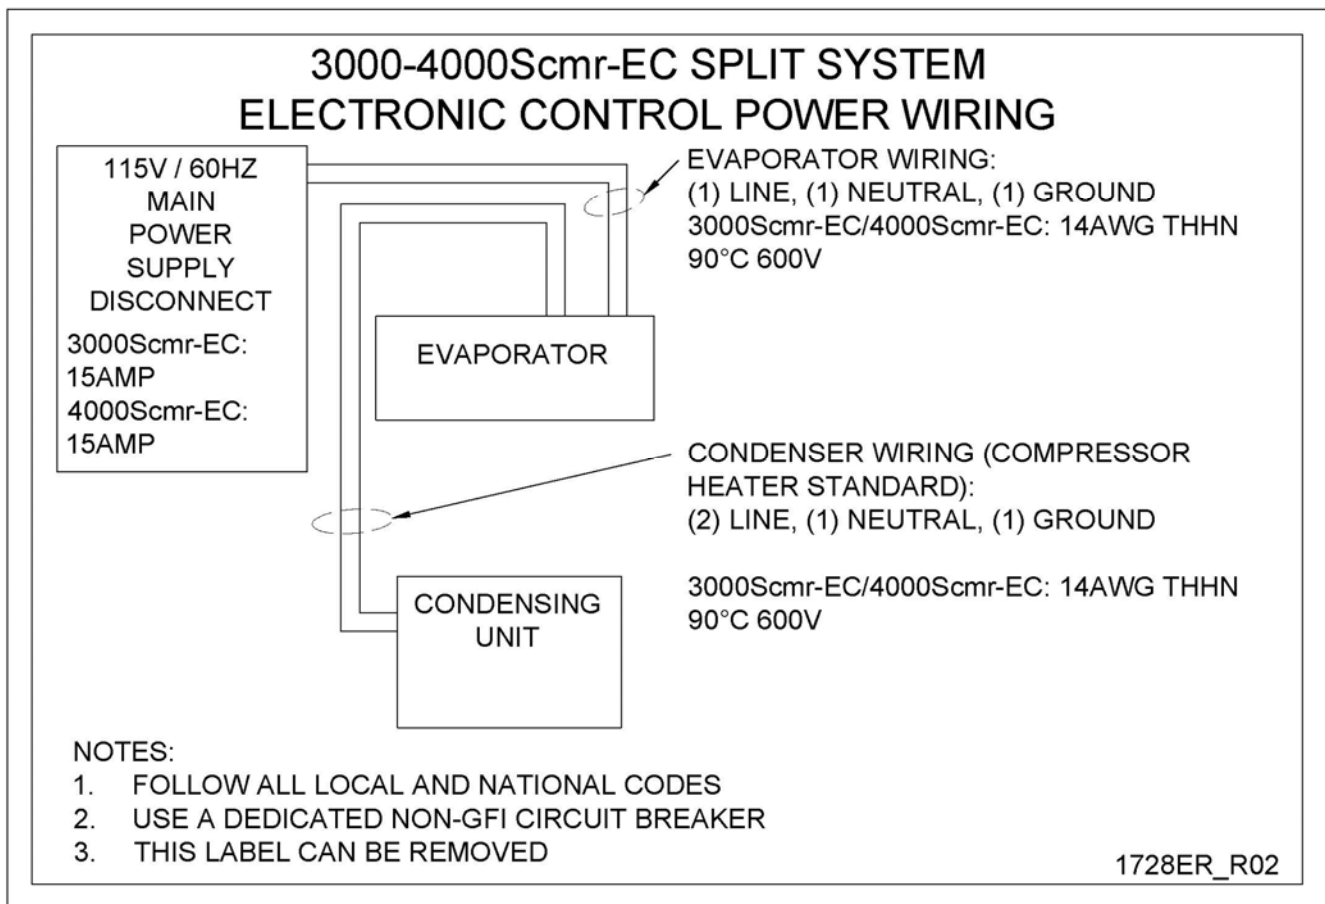 3000-4000Scmr-EC SPLIT SYSTEM
ELECTRONIC CONTROL POWER WIRING
115V / 60HZ
MAIN
POWER
SUPPLY
DISCONNECT
3000Scmr-EC:
15AMP
4000Scmr-EC:
15AMP
EVAPORATOR WIRING:
(1) LINE, (1) NEUTRAL, (1) GROUND
3000Scmr-EC/4000Scmr-EC: 14AWG THHN
90°C 600V
EVAPORATOR
CONDENSER WIRING (COMPRESSOR
HEATER STANDARD):
(2) LINE, (1) NEUTRAL, (1) GROUND
3000Scmr-EC/4000Scmr-EC: 14AWG THHN
90°C 600V
CONDENSING
UNIT
NOTES:
1. FOLLOW ALL LOCAL AND NATIONAL CODES
2. USE A DEDICATED NON-GFI CIRCUIT BREAKER
3. THIS LABEL CAN BE REMOVED
1728ER_R02